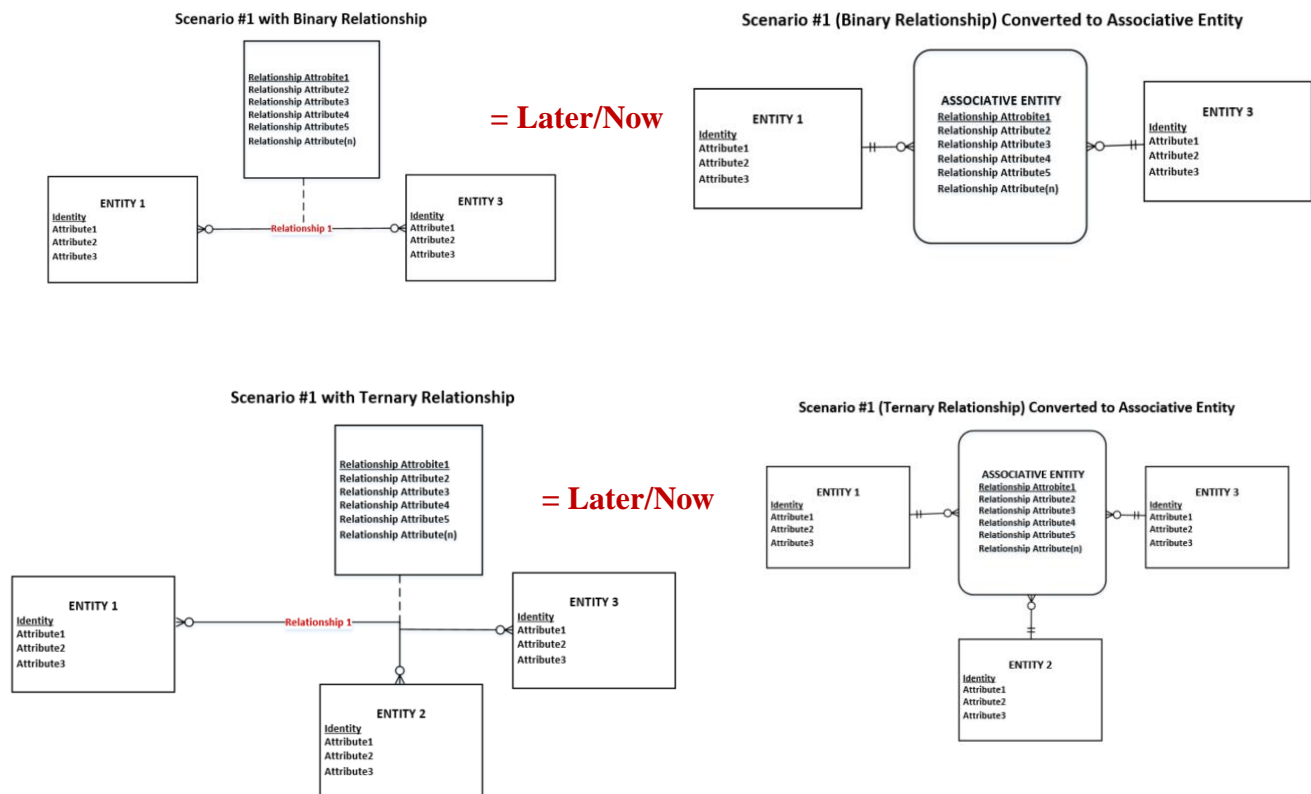 Scenario #1 with Binary Relationship
Relationship Attrobite1
Relationship Attribute2
Relationship Attribute3
Relationship Attribute4
Relationship Attribute5
Relationship Attribute(n)
ENTITY 1
Identity
Attribute1
Attribute2
Attribute3
Relationship 1
ENTITY 3
Identity
Attribute1
Attribute2
Attribute3
= Later/Now
Scenario #1 (Binary Relationship) Converted to Associative Entity
ENTITY 1
Identity
Attribute1
Attribute2
Attribute3
ASSOCIATIVE ENTITY
Relationship Attrobite1
Relationship Attribute2
Relationship Attribute3
Relationship Attribute4
Relationship Attribute5
Relationship Attribute(n)
ENTITY 3
Identity
Attribute1
Attribute2
Attribute3
Scenario #1 with Ternary Relationship
Relationship Attrobite1
Relationship Attribute2
Relationship Attribute3
Relationship Attribute4
Relationship Attribute5
Relationship Attribute(n)
ENTITY 1
Identity
Attribute1
Attribute2
Attribute3
Relationship 1
ENTITY 3
Identity
Attribute1
Attribute2
Attribute3
ENTITY 2
Identity
Attribute1
Attribute2
Attribute3
= Later/Now
Scenario #1 (Ternary Relationship) Converted to Associative Entity
ENTITY 1
Identity
Attribute1
Attribute2
Attribute3
ASSOCIATIVE ENTITY
Relationship Attrobite1
Relationship Attribute2
Relationship Attribute3
Relationship Attribute4
Relationship Attribute5
Relationship Attribute(n)
ENTITY 3
Identity
Attribute1
Attribute2
Attribute3
ENTITY 2
Identity
Attribute1
Attribute2
Attribute3